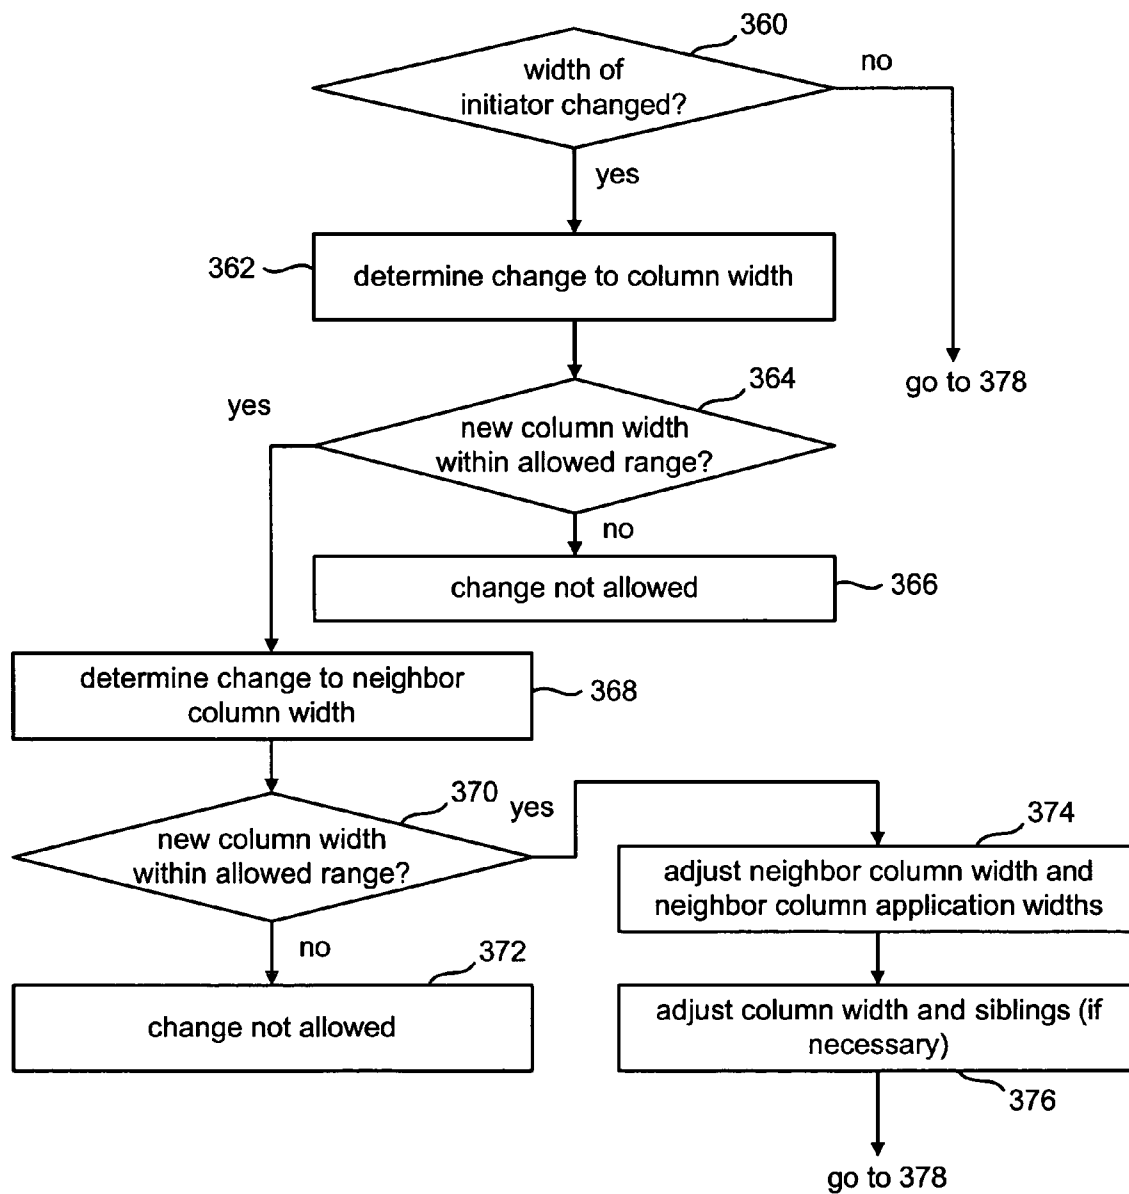 360
width of
initiator changed?
no
yes
362
determine change to column width
go to 378
364
yes
new column width
within allowed range?
no
change not allowed
366
determine change to neighbor
column width
368
370
yes
new column width
within allowed range?
374
adjust neighbor column width and
neighbor column application widths
no
372
change not allowed
adjust column width and siblings (if
necessary)
376
go to 378